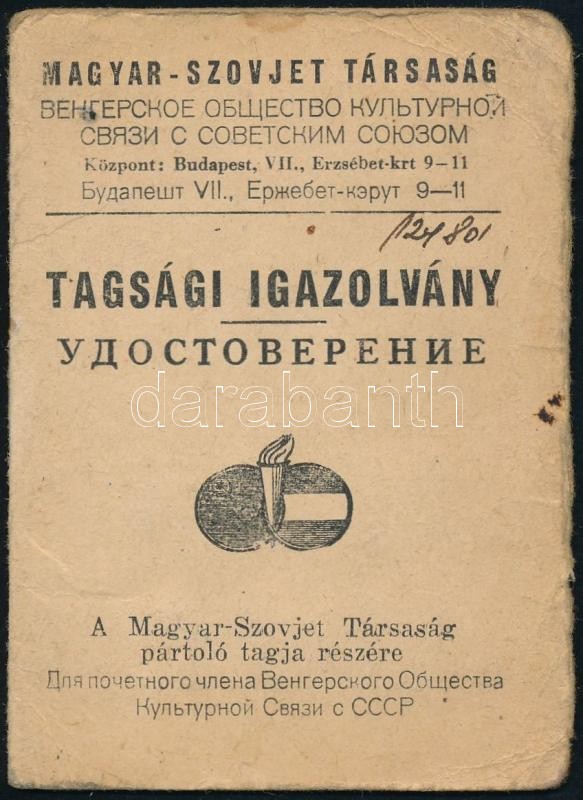 MAGYAR-SZOVJET TÁRSASÁG
ВЕНГЕРСКОЕ ОБЩЕСТВО КУЛЬТУРНОЙ
СВЯЗИ С СОВЕТСКИМ СОЮЗОМ
Központ: Budapest, VII., Erzsébet-krt 9–11
Будапешт VII., Ержебет-кэрут 9—11
124801
TAGSÁGI IGAZOLVÁNY
УДОСТОВЕРЕНИЕ
darabanth
A Magyar-Szovjet Társaság
pártoló tagja részére
Для почетного члена Венгерского Общества
Культурной Связи с СССР